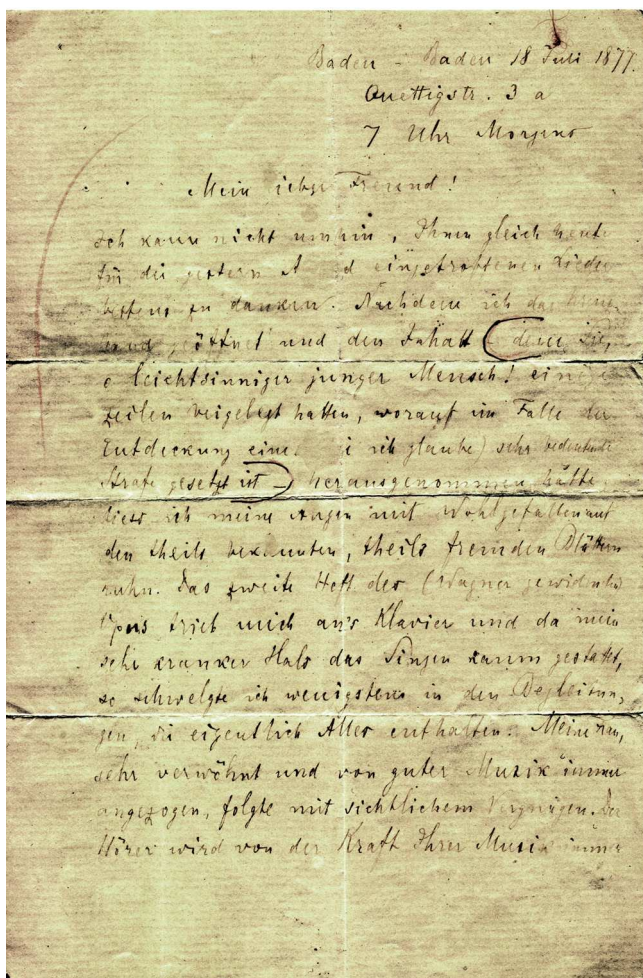 Baden - Baden 18 Juli 1877.
Quettigstr. 3 a
7 Uhr Morgens
Mein lieber Freund!
Ich kann nicht umhin, Ihnen gleich heute
für die gestern eingetroffenen Lieder
bestens zu danken. Nachdem ich das
und geöffnet und den Inhalt (dem Sie,
o leichtsinniger junger Mensch! einige
Zeilen beigelegt hatten, worauf im Falle der
Entdeckung eine ich glaube) sehr bedeutende
Strafe gesetzt ist -) herausgenommen hatte,
liess ich meine Augen mit Wohlgefallen auf
den theils bekannten, theils fremden Blättern
ruhn. Das zweite Heft des (Wagner gewidmeten)
Opus trieb mich an's Klavier und da mein
sehr kranker Hals das Singen kaum gestattet,
so schwelgte ich wenigstens in den Begleitun-
gen, die eigentlich Alles enthalten. Meine
sehr verwöhnt und von guter Musik immer
angezogen, folgte mit sichtlichem Vergnügen. Der
Hörer wird von der Kraft Ihrer Musik immer